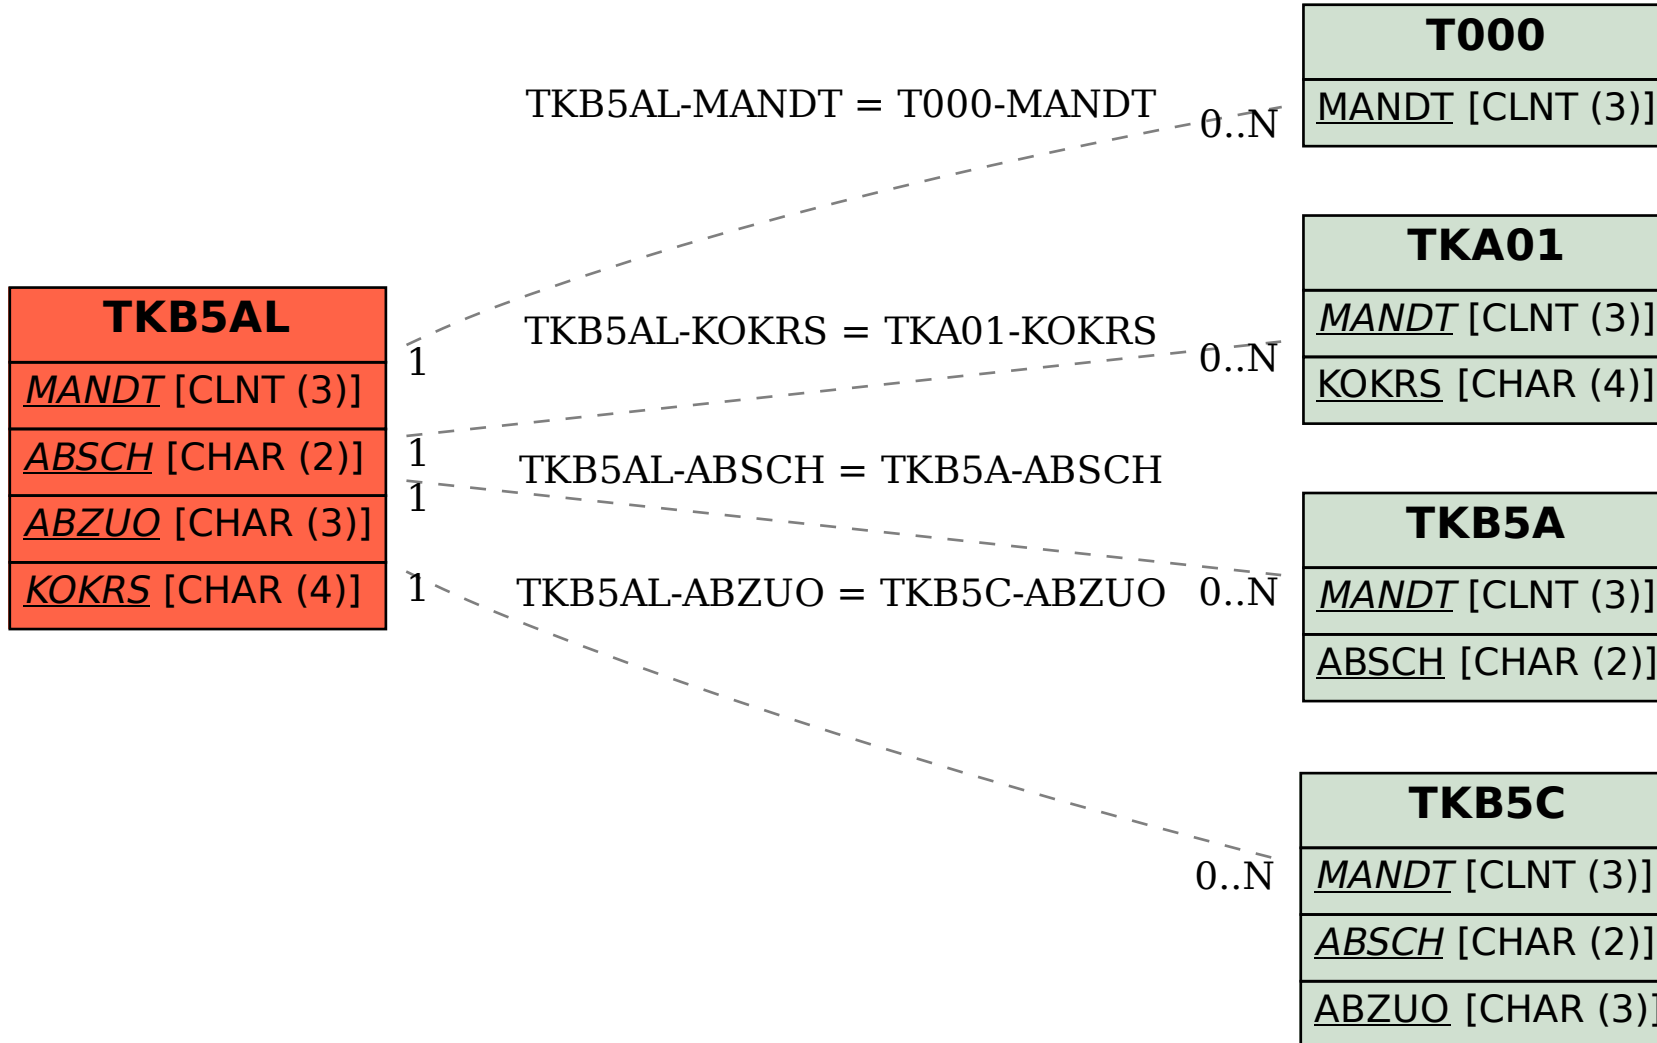 TKB5AL
MANDT [CLNT (3)]
ABSCH [CHAR (2)]
ABZUO [CHAR (3)]
KOKRS [CHAR (4)]
TKB5AL-MANDT = T000-MANDT
1
0..N
TKB5AL-KOKRS = TKA01-KOKRS
1
0..N
TKB5AL-ABSCH = TKB5A-ABSCH
1
0..N
TKB5AL-ABZUO = TKB5C-ABZUO
1
0..N
T000
MANDT [CLNT (3)]
TKA01
MANDT [CLNT (3)]
KOKRS [CHAR (4)]
TKB5A
MANDT [CLNT (3)]
ABSCH [CHAR (2)]
TKB5C
MANDT [CLNT (3)]
ABSCH [CHAR (2)]
ABZUO [CHAR (3)]